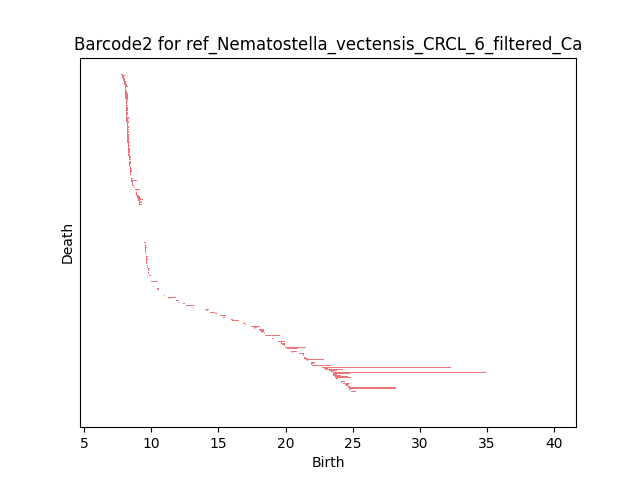 Barcode2 for ref_Nematostella_vectensis_CRCL_6_filtered_Ca
Death
5 10 15 20 25 30 35 40
Birth